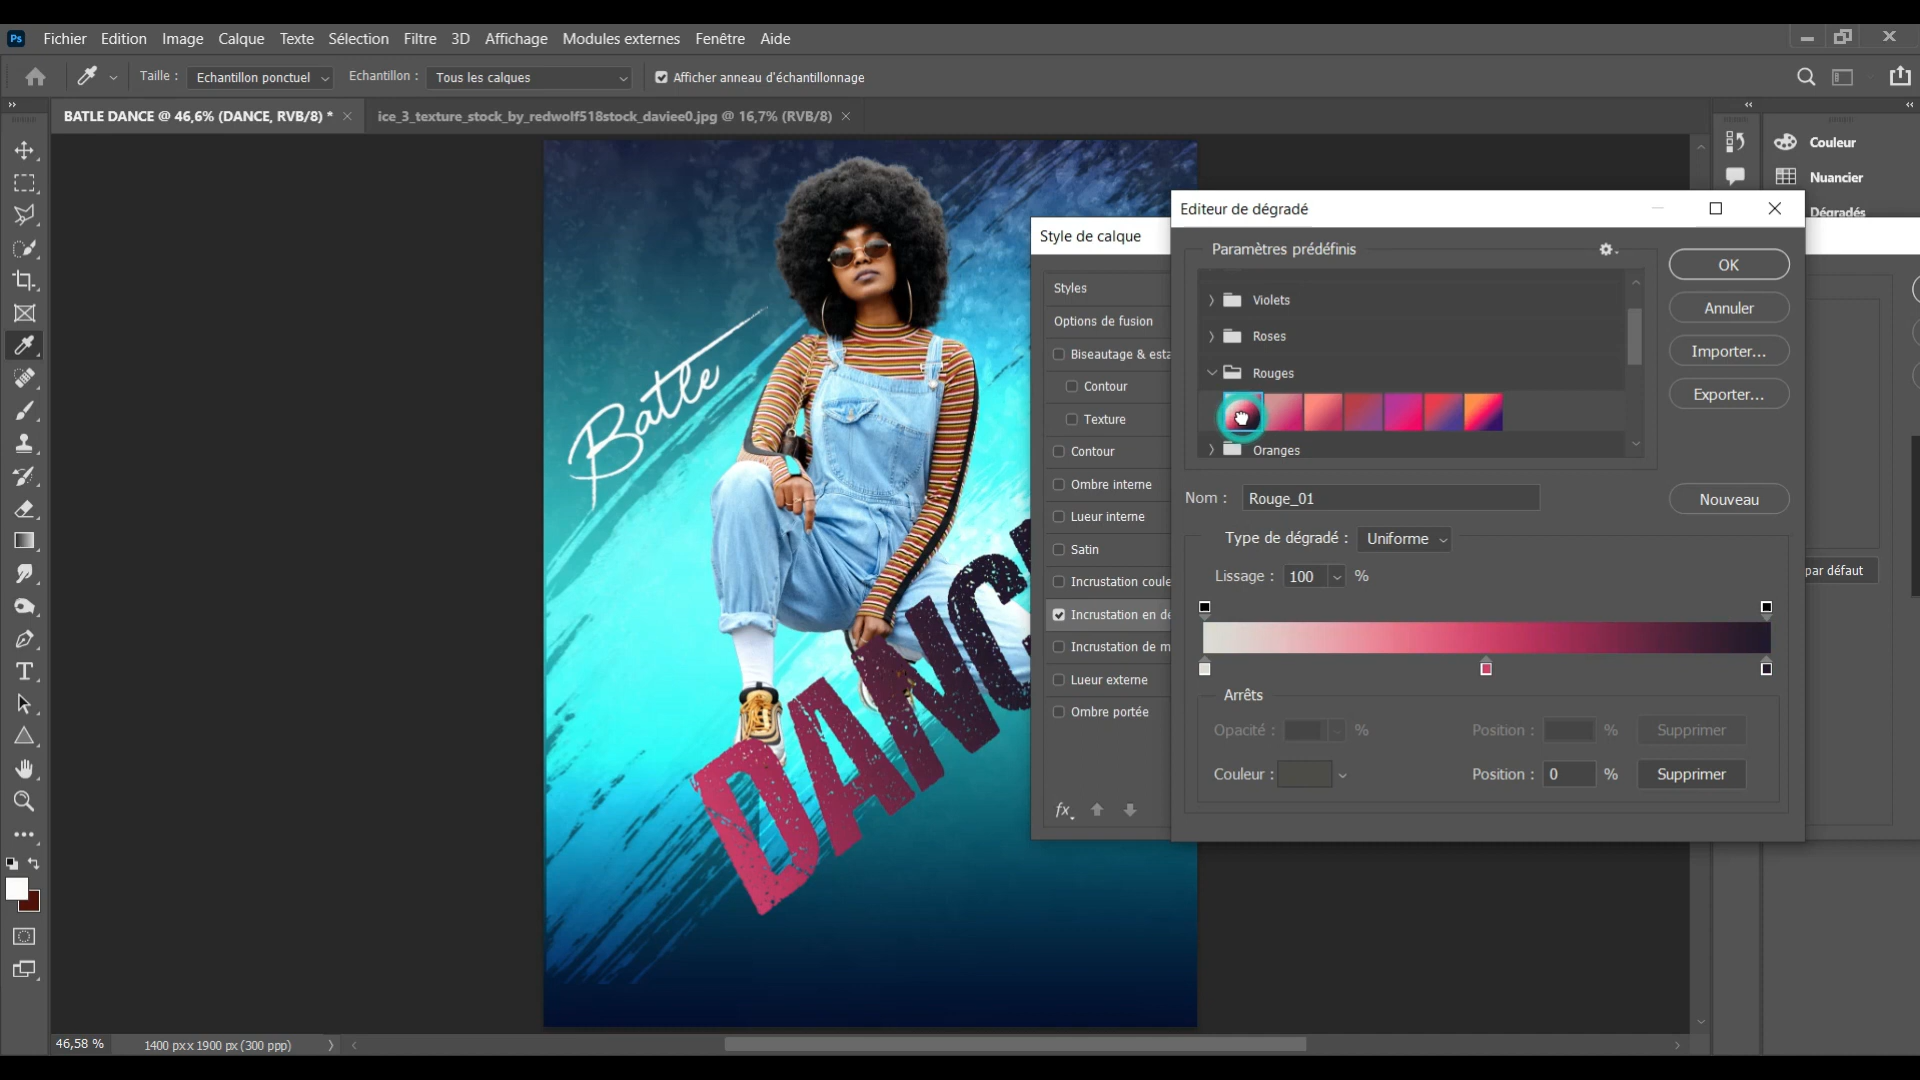 Ps Fichier Edition Image Calque Texte Sélection Filtre 3D Affichage Modules externes Fenêtre Aide
Taille : Echantillon ponctuel Echantillon : Tous les calques Afficher anneau d'échantillonnage
BATLE DANCE @ 46,6% (DANCE, RVB/8) * ice_3_texture_stock_by_redwolf518stock_daviee0.jpg @ 16,7% (RVB/8)
Couleur
Nuancier
Dégradés
Batle
DANC
Style de calque
Styles
Options de fusion
Biseautage & esta
Contour
Texture
Contour
Ombre interne
Lueur interne
Satin
Incrustation coule
Incrustation en dé
Incrustation de m
Lueur externe
Ombre portée
fx
Editeur de dégradé
Paramètres prédéfinis
Violets
Roses
Rouges
Oranges
OK
Annuler
Importer...
Exporter...
Nom : Rouge_01 Nouveau
Type de dégradé : Uniforme
Lissage : 100 %
par défaut
Arrêts
Opacité : % Position : % Supprimer
Couleur : Position : 0 % Supprimer
46,58 % 1400 px x 1900 px (300 ppp)